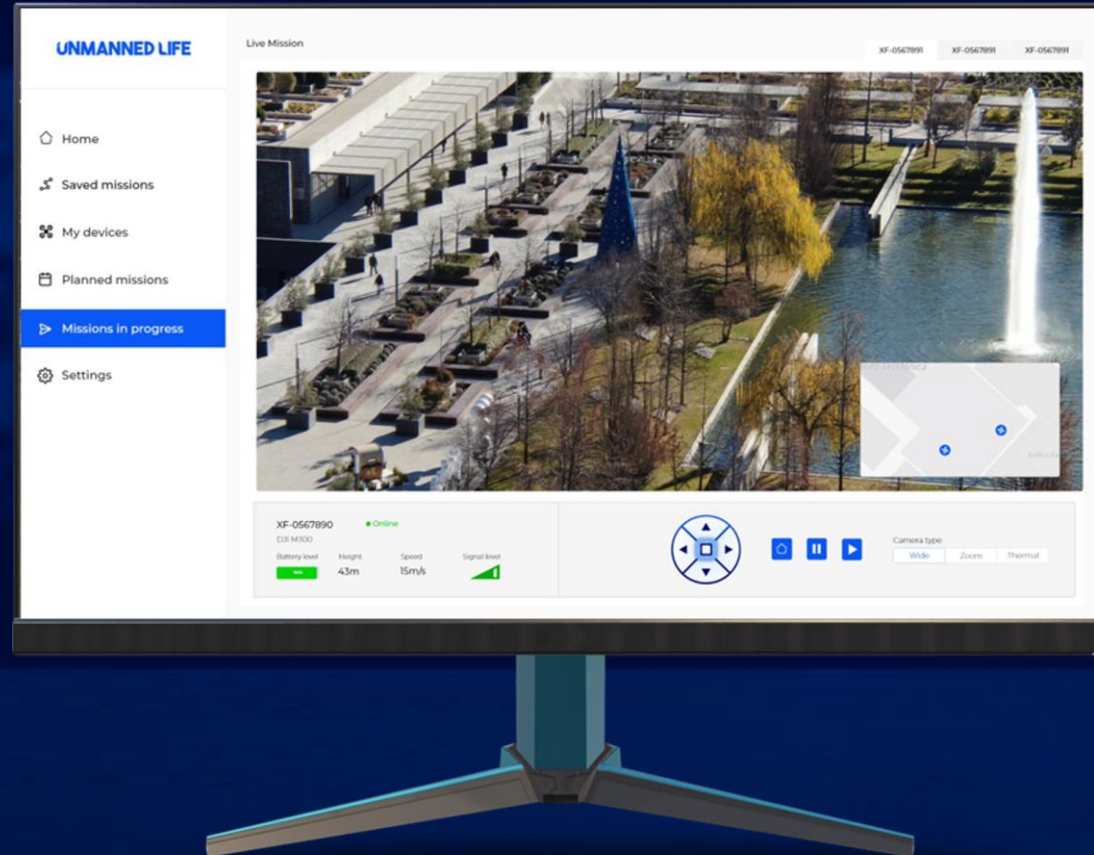 UNMANNED LIFE
Live Mission
XF-0567891 XF-0567891 XF-0567891
Home
Saved missions
My devices
Planned missions
Missions in progress
Settings
XF-0567890 Online
DJI M300
Battery level Height Speed Signal level
43m 15m/s
Camera type
Wide Zoom Thermal